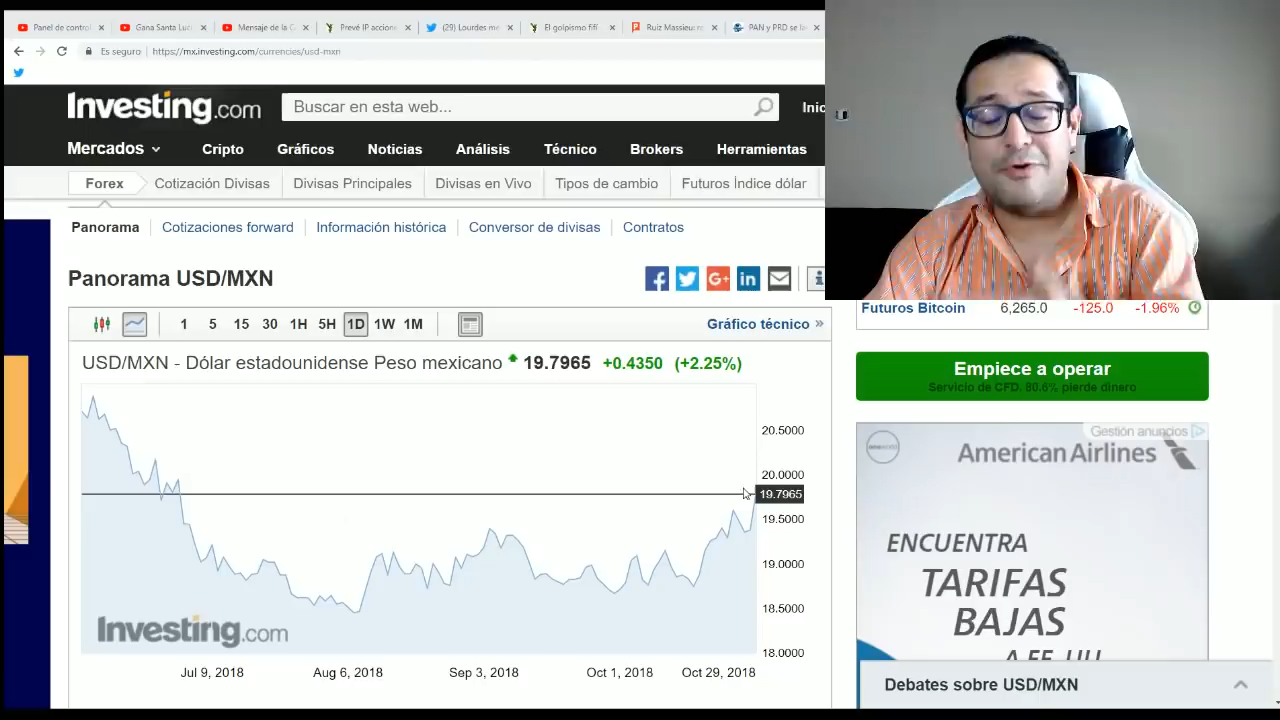 Panel de control
Gana Santa Luci
Mensaje de la C
Prevé IP accione
(29) Lourdes me
El golpismo fifí
Ruiz Massieu: re
PAN y PRD se le
Es seguro | https://mx.investing.com/currencies/usd-mxn
Investing.com
Buscar en esta web...
Inic
Mercados
Cripto
Gráficos
Noticias
Análisis
Técnico
Brokers
Herramientas
Forex
Cotización Divisas
Divisas Principales
Divisas en Vivo
Tipos de cambio
Futuros Índice dólar
Panorama
Cotizaciones forward
Información histórica
Conversor de divisas
Contratos
Panorama USD/MXN
Futuros Bitcoin 6,265.0 -125.0 -1.96%
1 5 15 30 1H 5H 1D 1W 1M
Gráfico técnico »
USD/MXN - Dólar estadounidense Peso mexicano 19.7965 +0.4350 (+2.25%)
Empiece a operar
Servicio de CFD. 80.6% pierde dinero
20.5000
20.0000
19.7965
19.5000
19.0000
18.5000
18.0000
Investing.com
Jul 9, 2018
Aug 6, 2018
Sep 3, 2018
Oct 1, 2018
Oct 29, 2018
Gestión anuncios
oneworld
American Airlines
ENCUENTRA
TARIFAS
BAJAS
A EE. UU.
Debates sobre USD/MXN